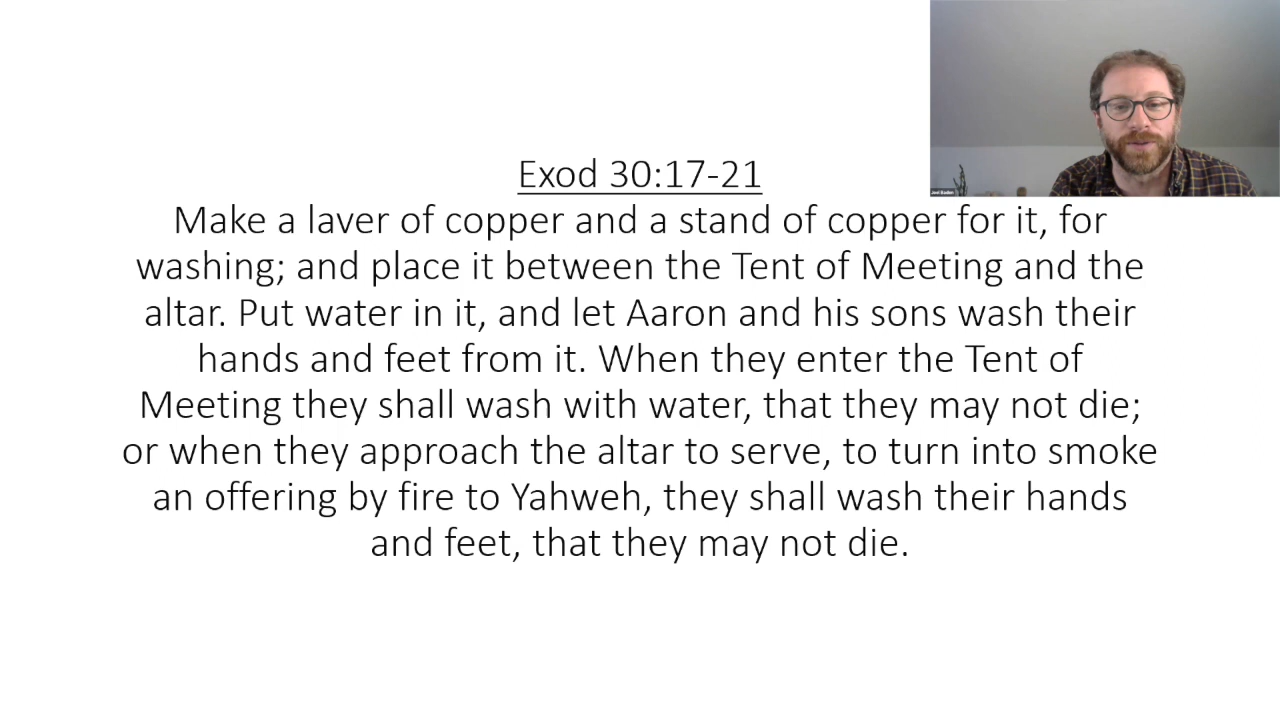 Exod 30:17-21
Make a laver of copper and a stand of copper for it, for
washing; and place it between the Tent of Meeting and the
altar. Put water in it, and let Aaron and his sons wash their
hands and feet from it. When they enter the Tent of
Meeting they shall wash with water, that they may not die;
or when they approach the altar to serve, to turn into smoke
an offering by fire to Yahweh, they shall wash their hands
and feet, that they may not die.
Joel Baden